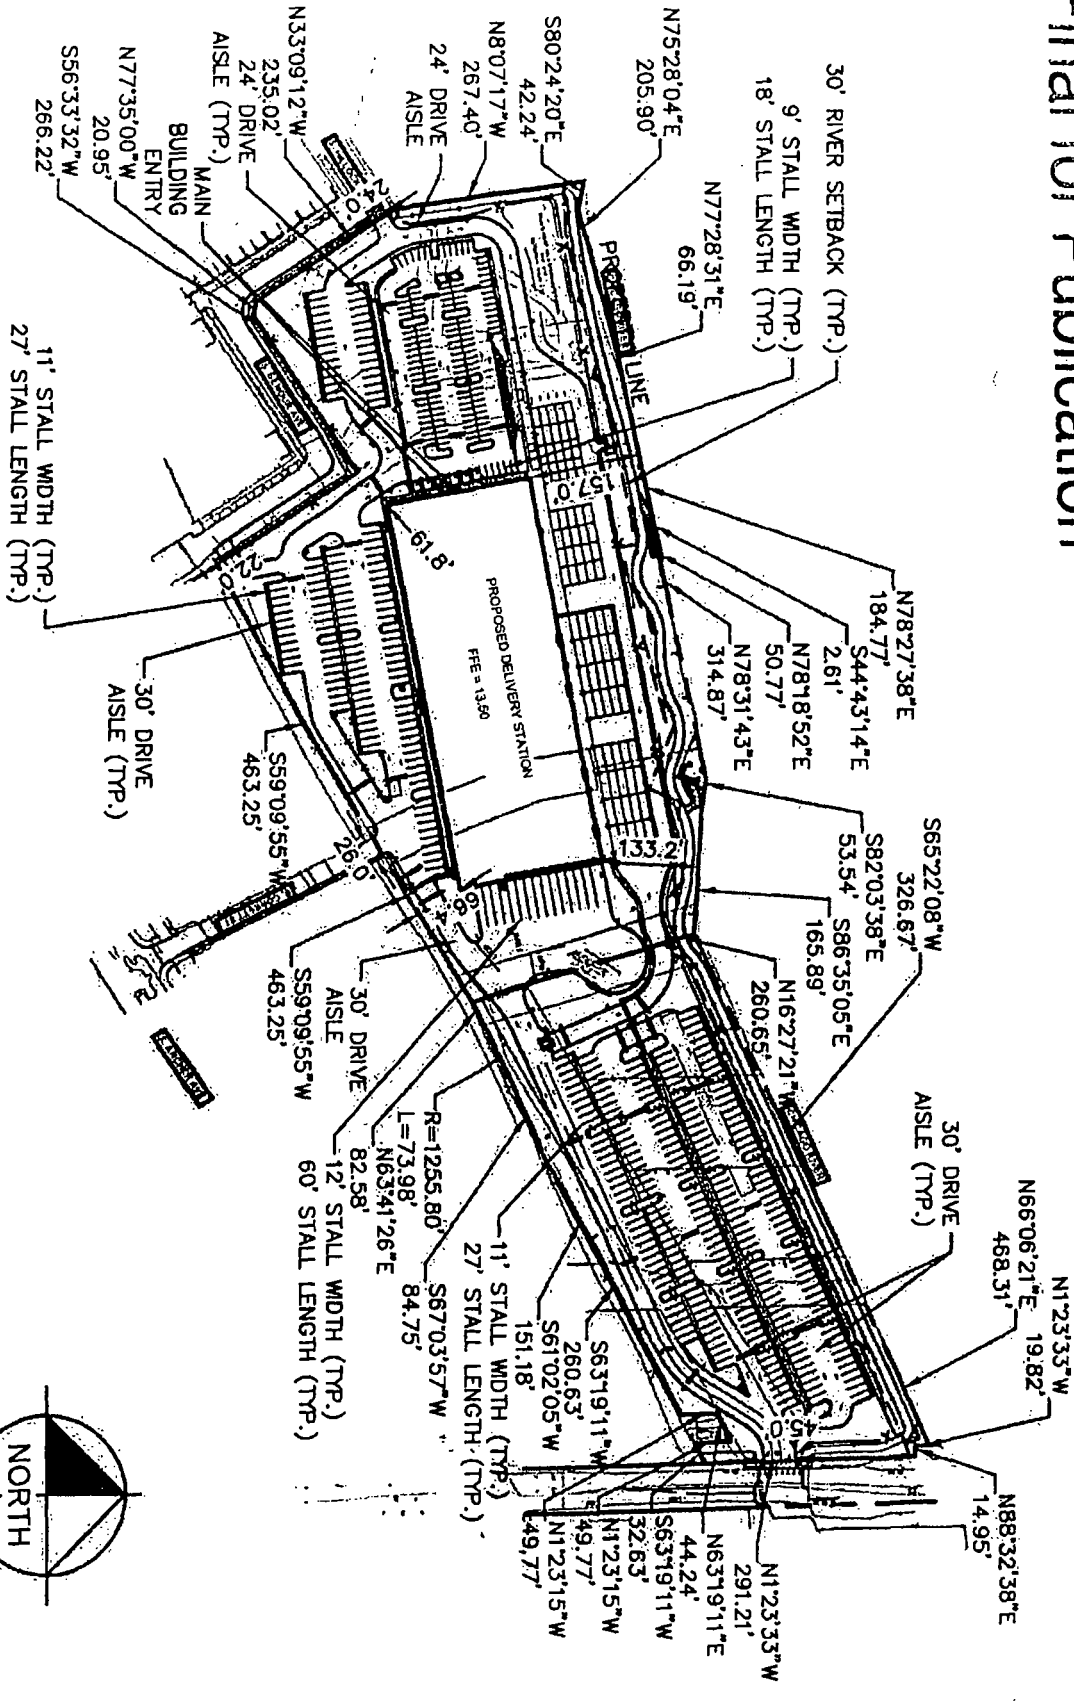 Final for Publication
N75°28'04"E
205.90'
S80°24'20"E
42.24'
N8°07'17"W
267.40'
24' DRIVE
AISLE
N33°09'12"W
235.02'
24' DRIVE
AISLE (TYP.)
MAIN
BUILDING
ENTRY
N77°35'00"W
20.95'
S56°33'32"W
266.22'
30' RIVER SETBACK (TYP.)
9' STALL WIDTH (TYP.)
18' STALL LENGTH (TYP.)
N77°28'31"E
66.19'
LINE
24.0'
157.0'
61.8'
PROPOSED DELIVERY STATION
FFE = 13.50
11' STALL WIDTH (TYP.)
27' STALL LENGTH (TYP.)
30' DRIVE
AISLE (TYP.)
N78°27'38"E
184.77'
S44°43'14"E
2.61'
N78°18'52"E
50.77'
N78°31'43"E
314.87'
S82°03'38"E
53.54'
S86°35'05"E
165.89'
S65°22'08"W
326.67'
N16°27'21"W
260.65'
133.2'
S59°09'55"W
463.25'
26.0'
S59°09'55"W
463.25'
30' DRIVE
AISLE
R=1255.80'
L=73.98'
N63°41'26"E
82.58'
12' STALL WIDTH (TYP.)
60' STALL LENGTH (TYP.)
S67°03'57"W
84.75'
11' STALL WIDTH (TYP.)
27' STALL LENGTH (TYP.)
S61°02'05"W
151.18'
S63°19'11"W
260.63'
30' DRIVE
AISLE (TYP.)
N66°06'21"E
468.31'
N1°23'33"W
19.82'
N88°32'38"E
14.95'
N1°23'33"W
291.21'
N63°19'11"E
44.24'
S63°19'11"W
32.63'
N1°23'15"W
49.77'
N1°23'15"W
49.77'
NORTH